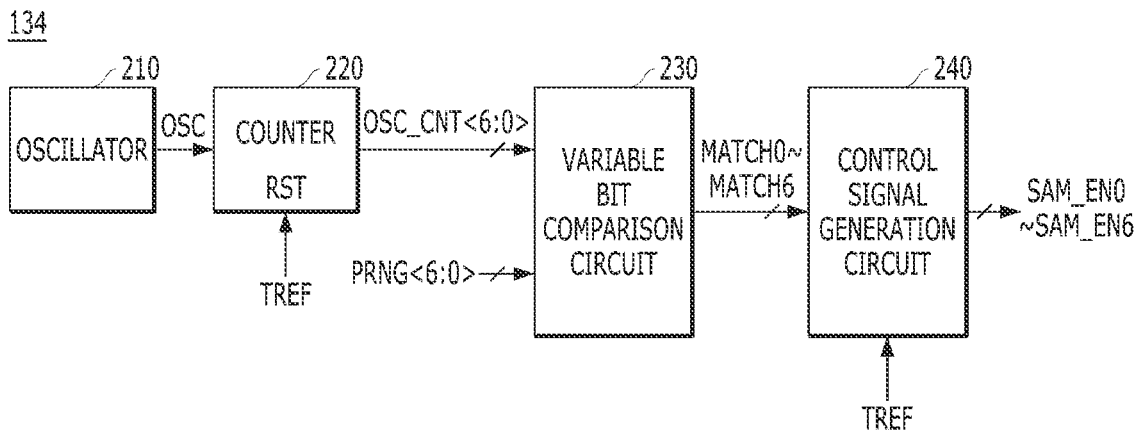 134
210
220
230
240
OSCILLATOR
OSC
COUNTER
RST
TREF
OSC_CNT<6:0>
PRNG<6:0>
VARIABLE
BIT
COMPARISON
CIRCUIT
MATCH0~
MATCH6
CONTROL
SIGNAL
GENERATION
CIRCUIT
TREF
SAM_EN0
~SAM_EN6